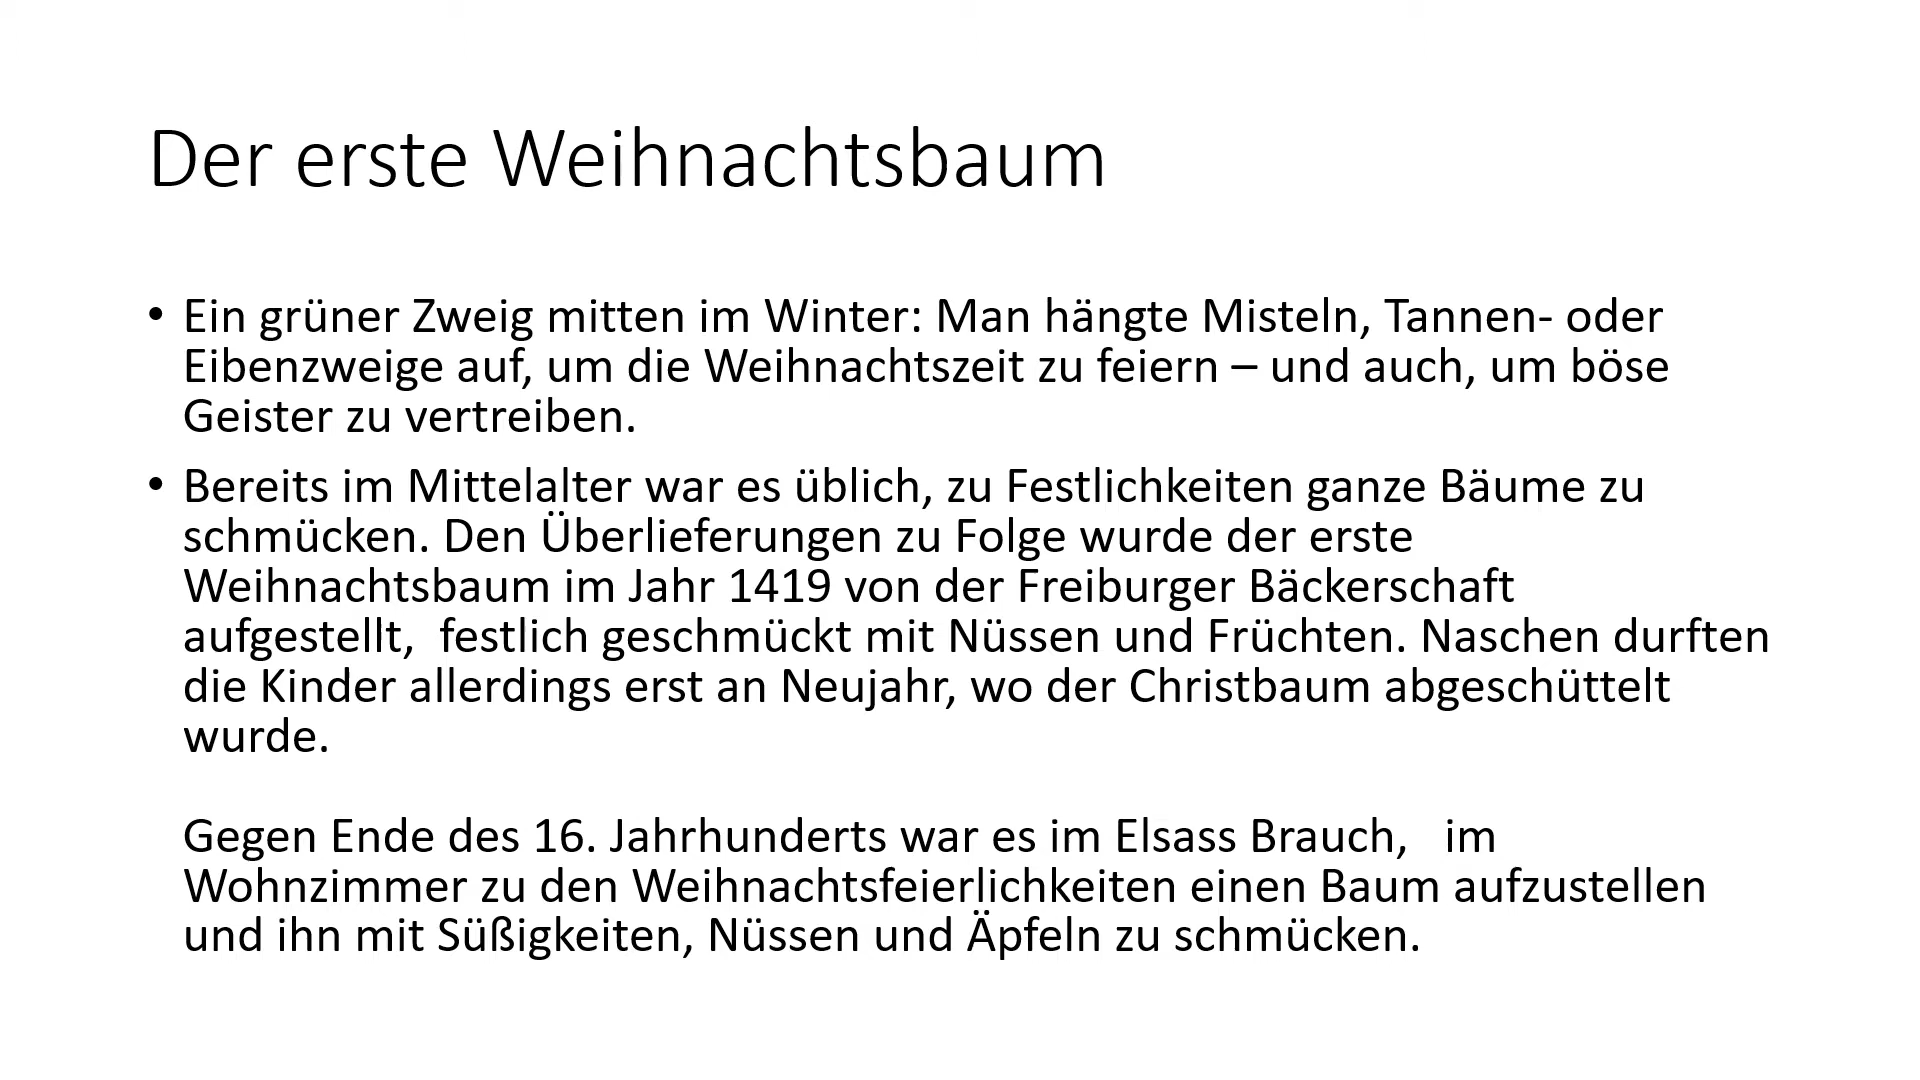 Der erste Weihnachtsbaum
• Ein grüner Zweig mitten im Winter: Man hängte Misteln, Tannen- oder
Eibenzweige auf, um die Weihnachtszeit zu feiern – und auch, um böse
Geister zu vertreiben.
• Bereits im Mittelalter war es üblich, zu Festlichkeiten ganze Bäume zu
schmücken. Den Überlieferungen zu Folge wurde der erste
Weihnachtsbaum im Jahr 1419 von der Freiburger Bäckerschaft
aufgestellt,  festlich geschmückt mit Nüssen und Früchten. Naschen durften
die Kinder allerdings erst an Neujahr, wo der Christbaum abgeschüttelt
wurde.
Gegen Ende des 16. Jahrhunderts war es im Elsass Brauch,   im
Wohnzimmer zu den Weihnachtsfeierlichkeiten einen Baum aufzustellen
und ihn mit Süßigkeiten, Nüssen und Äpfeln zu schmücken.